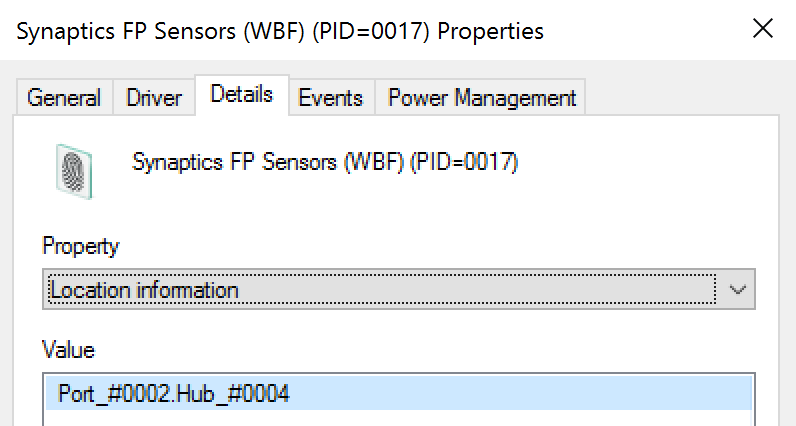 Synaptics FP Sensors (WBF) (PID=0017) Properties
General Driver Details Events Power Management
Synaptics FP Sensors (WBF) (PID=0017)
Property
Location information
Value
Port_#0002.Hub_#0004